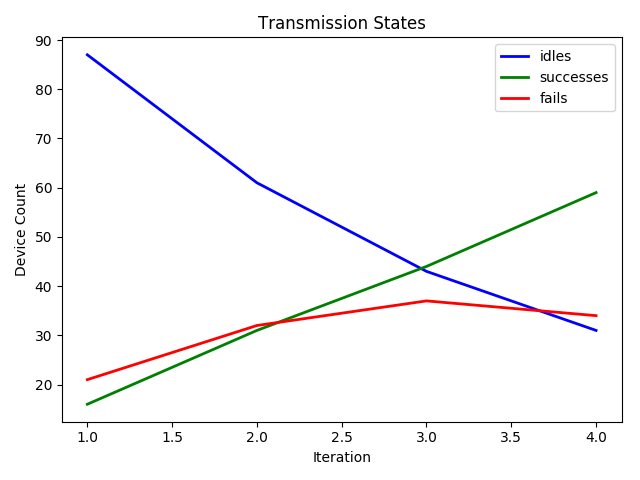 Transmission States
idles
successes
fails
Device Count
90
80
70
60
50
40
30
20
1.0 1.5 2.0 2.5 3.0 3.5 4.0
Iteration